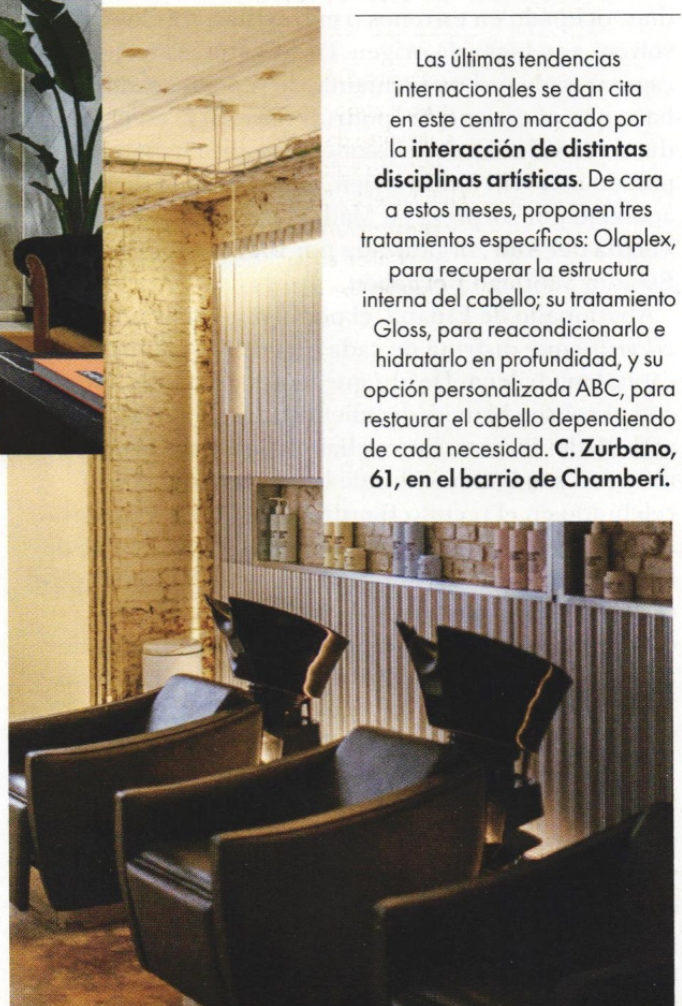 Las últimas tendencias
internacionales se dan cita
en este centro marcado por
la interacción de distintas
disciplinas artísticas. De cara
a estos meses, proponen tres
tratamientos específicos: Olaplex,
para recuperar la estructura
interna del cabello; su tratamiento
Gloss, para reacondicionarlo e
hidratarlo en profundidad, y su
opción personalizada ABC, para
restaurar el cabello dependiendo
de cada necesidad. C. Zurbano,
61, en el barrio de Chamberí.